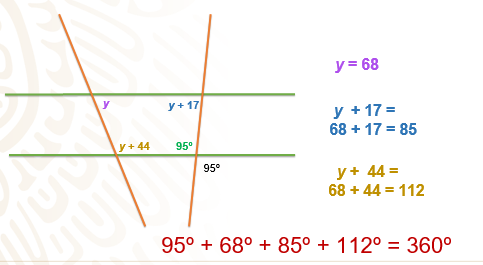 y = 68
y
y + 17
y + 17 =
68 + 17 = 85
y + 44
95º
95º
y + 44 =
68 + 44 = 112
95º + 68º + 85º + 112º = 360º